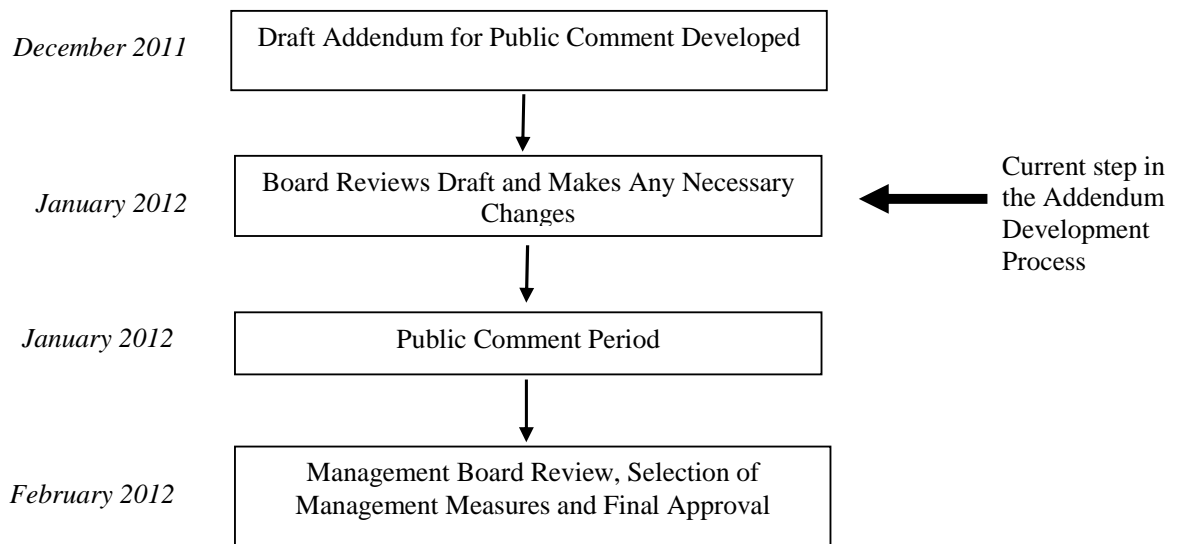 December 2011
Draft Addendum for Public Comment Developed
January 2012
Board Reviews Draft and Makes Any Necessary
Changes
Current step in
the Addendum
Development
Process
January 2012
Public Comment Period
February 2012
Management Board Review, Selection of
Management Measures and Final Approval